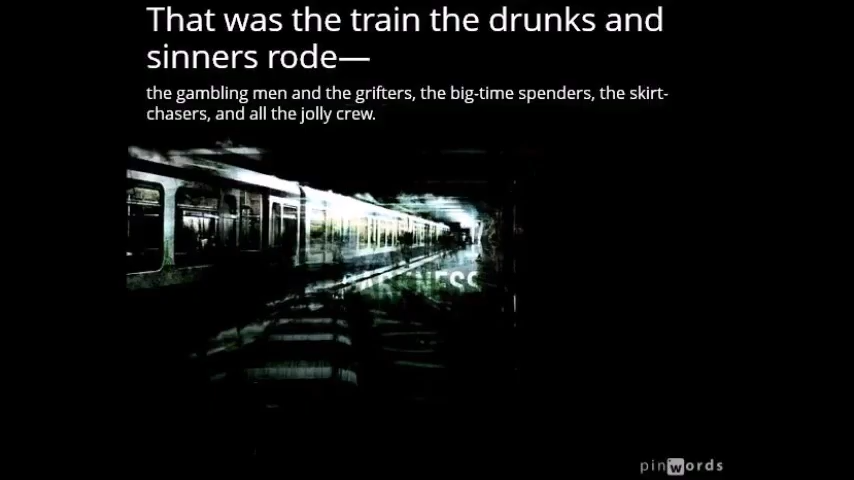 That was the train the drunks and
sinners rode—
the gambling men and the grifters, the big-time spenders, the skirt-
chasers, and all the jolly crew.
DARKNESS
pinwords